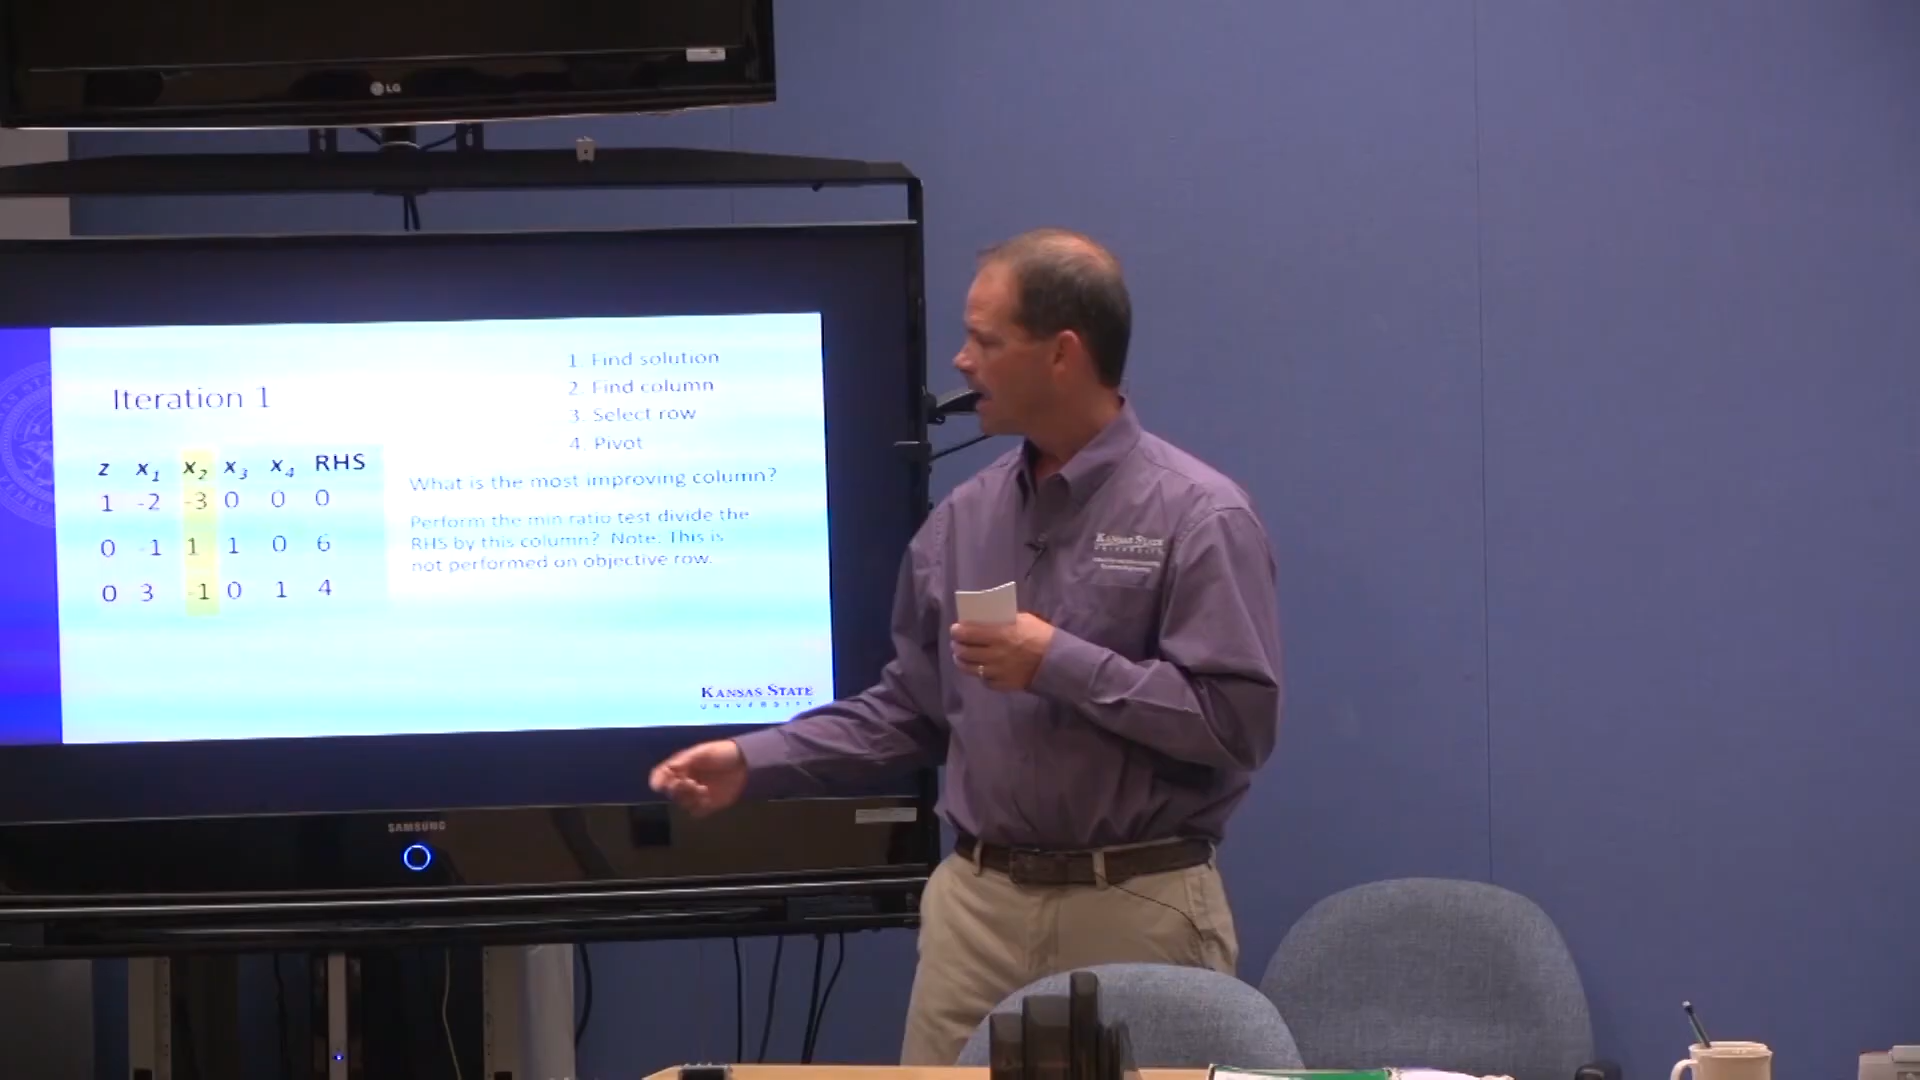 LG
1. Find solution
2. Find column
3. Select row
4. Pivot
Iteration 1
z x1 x2 x3 x4 RHS
1 -2 -3 0 0 0
0 -1 1 1 0 6
0 3 -1 0 1 4
What is the most improving column?
Perform the min ratio test divide the
RHS by this column? Note. This is
not performed on objective row.
KANSAS STATE
UNIVERSITY
KANSAS STATE
UNIVERSITY
SAMSUNG